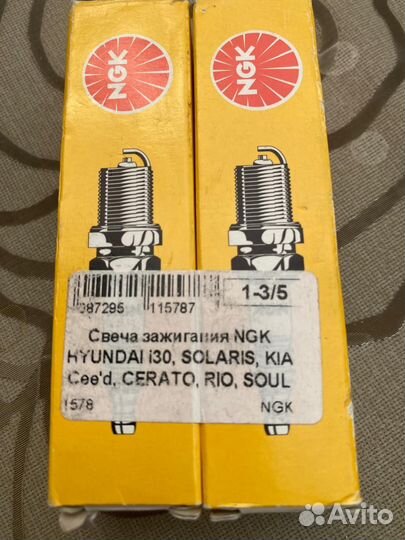 NGK
NGK
087295 115787
1-3/5
Свеча зажигания NGK
HYUNDAI i30, SOLARIS, KIA
Cee'd, CERATO, RIO, SOUL
1578 NGK
Avito